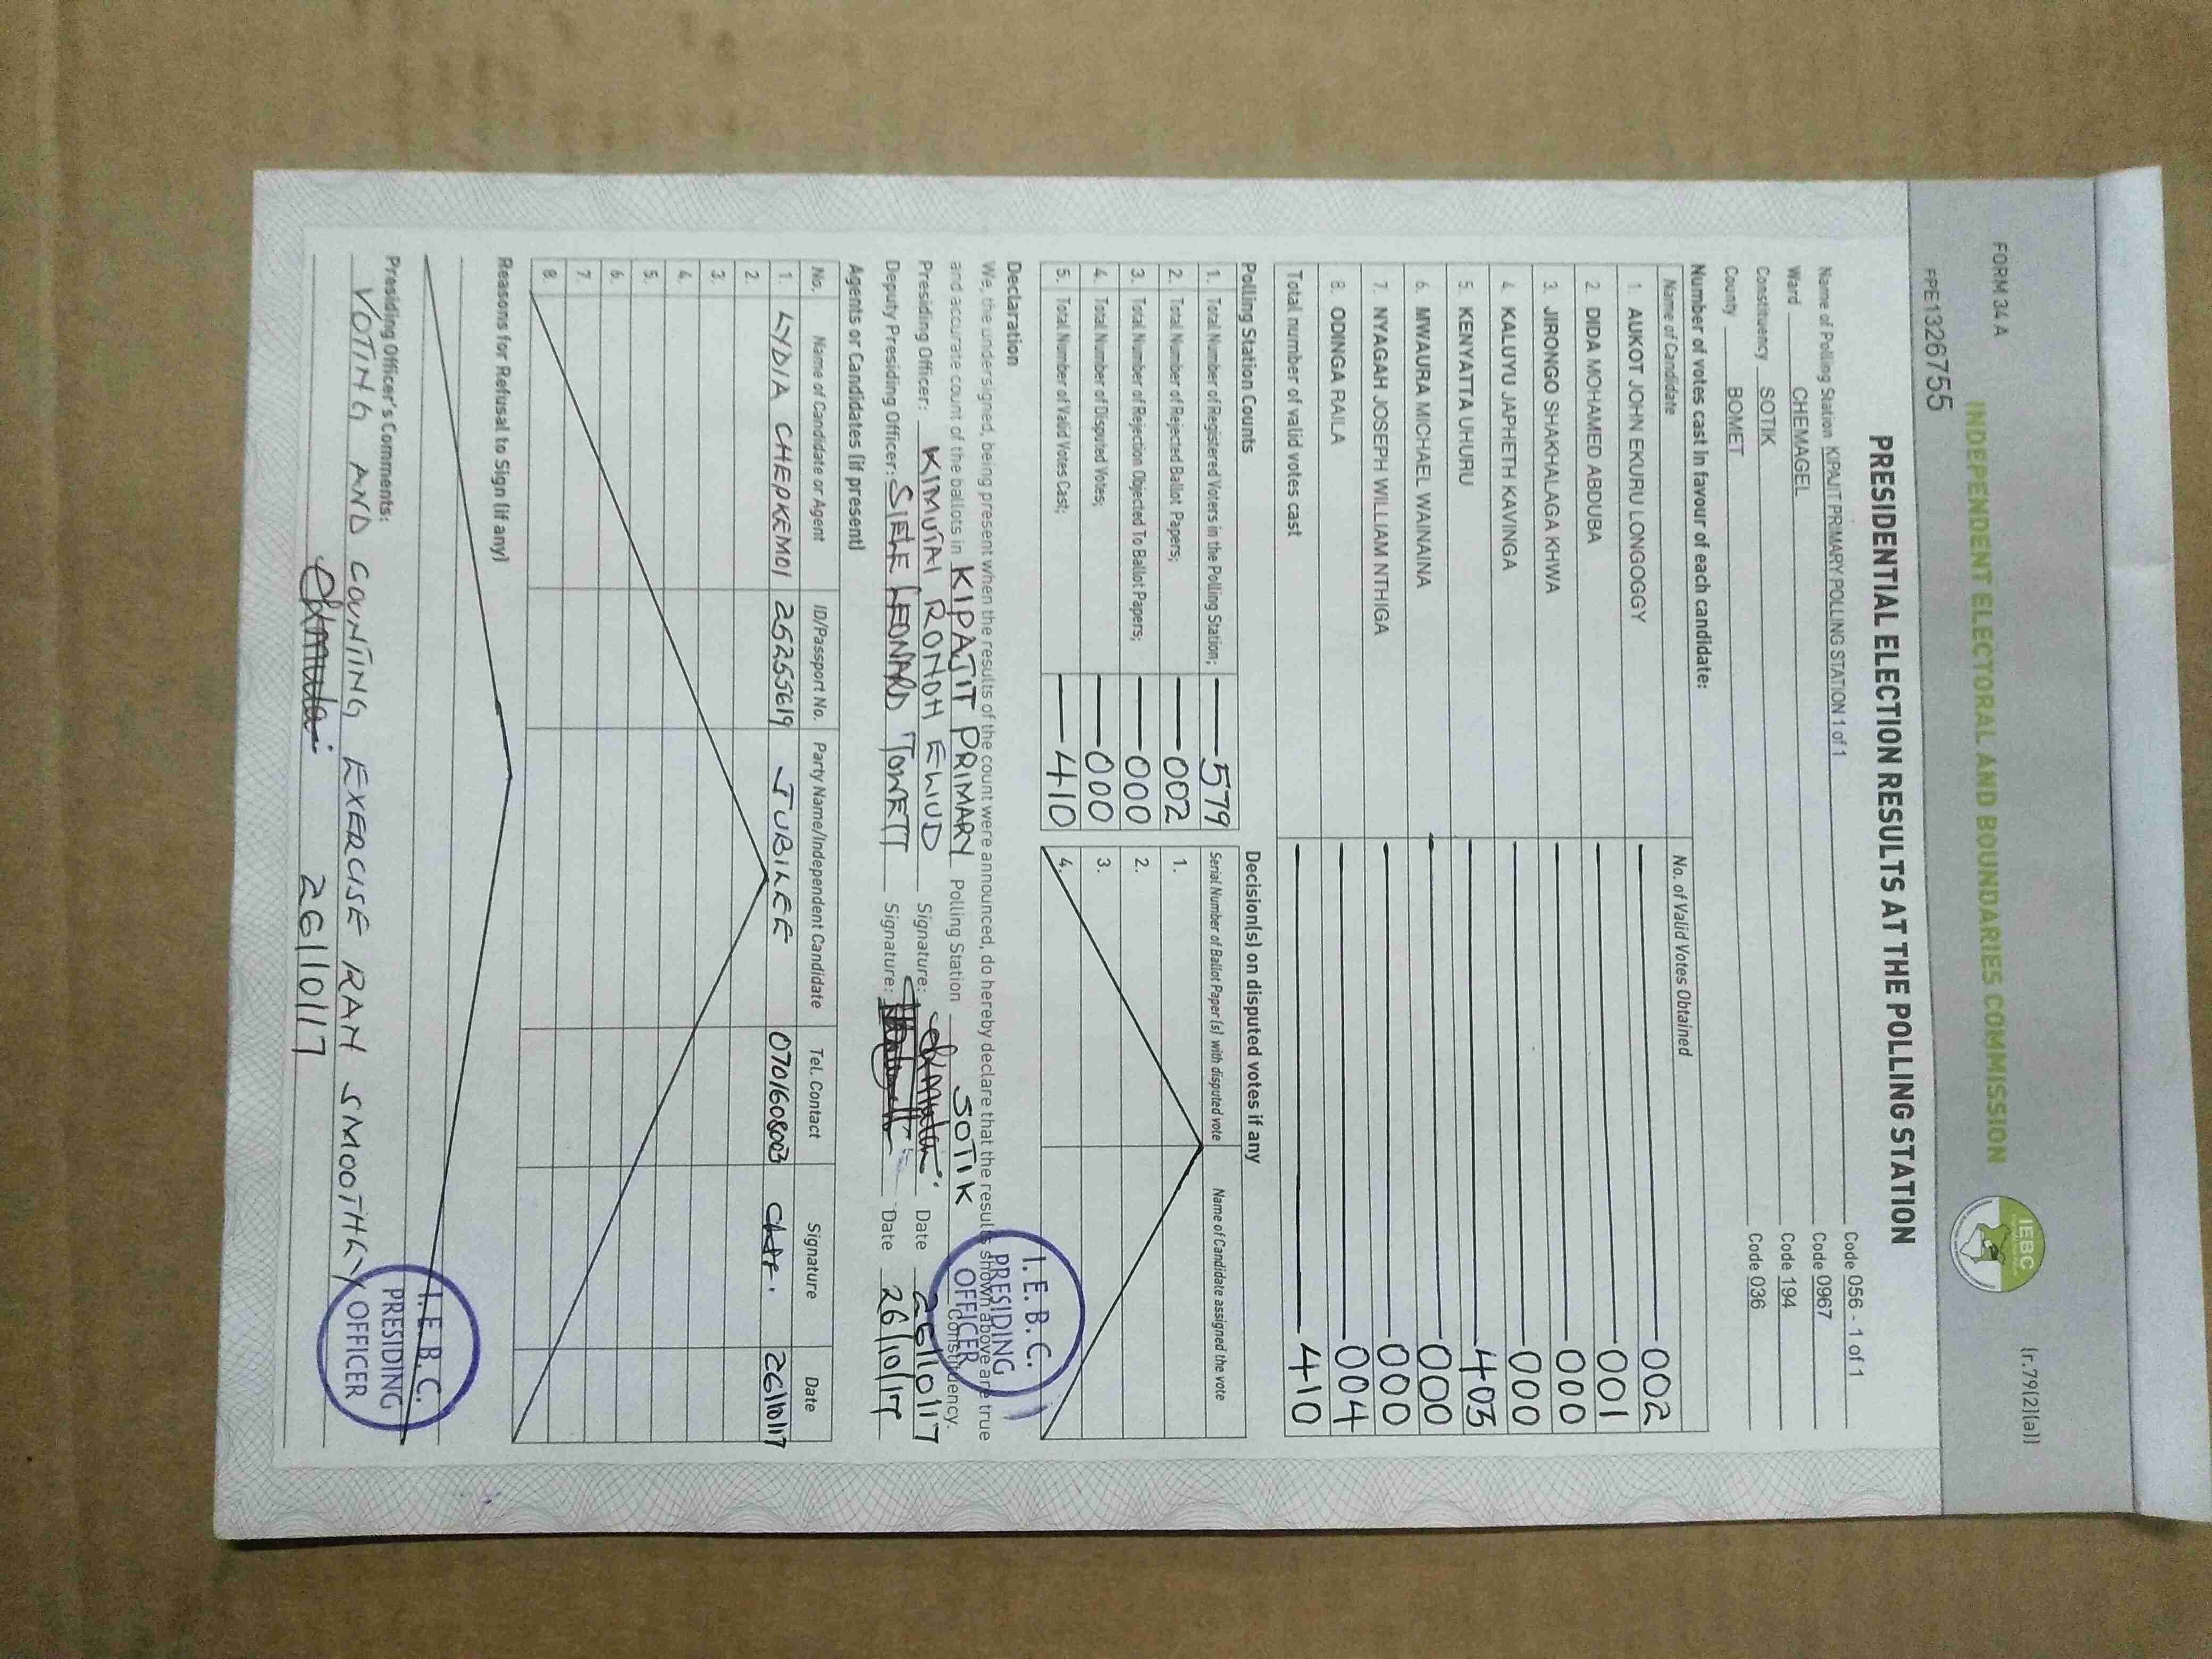 FORM 34A
(r.79(2)(a))
INDEPENDENT ELECTORAL AND BOUNDARIES COMMISSION
IEBC
PPE1326755
PRESIDENTIAL ELECTION RESULTS AT THE POLLING STATION
Name of Polling Station KIPAJIT PRIMARY POLLING STATION 1 of 1 Code 056 - 1 of 1
Ward CHEMAGEL Code 0967
Constituency SOTIK Code 194
County BOMET Code 036
Number of votes cast in favour of each candidate:
Name of Candidate No. of Valid Votes Obtained
1. AUKOT JOHN EKURU LONGOGGY 002
2. DIDA MOHAMED ABDUBA 001
3. JIRONGO SHAKHALAGA KHWA 000
4. KALUYU JAPHETH KAVINGA 000
5. KENYATTA UHURU 403
6. MWAURA MICHAEL WAINAINA 000
7. NYAGAH JOSEPH WILLIAM NTHIGA 000
8. ODINGA RAILA 004
Total number of valid votes cast 410
Polling Station Counts Decision(s) on disputed votes if any
1. Total Number of Registered Voters in the Polling Station; 579 Serial Number of Ballot Paper (s) with disputed vote Name of Candidate assigned the vote
2. Total Number of Rejected Ballot Papers; 002 1.
3. Total Number of Rejection Objected To Ballot Papers; 000 2.
4. Total Number of Disputed Votes; 000 3.
5. Total Number of Valid Votes Cast; 410 4.
Declaration
We, the undersigned, being present when the results of the count were announced, do hereby declare that the results shown above are true
and accurate count of the ballots in KIPAJIT PRIMARY Polling Station SOTIK Constituency.
Presiding Officer: KIMUTAI RONOH ELIUD Signature: Date 26/10/17
Deputy Presiding Officer: SIELE LEONARD TOWETT Signature: Date 26/10/17
I. E. B. C.
PRESIDING
OFFICER
Agents or Candidates (if present)
No. Name of Candidate or Agent ID/Passport No. Party Name/Independent Candidate Tel. Contact Signature Date
1. LYDIA CHEPKEMOI 25255619 JUBILEE 0701608003 26/10/17
2.
3.
4.
5.
6.
7.
8.
Reasons for Refusal to Sign (if any)
Presiding Officer's Comments:
VOTING AND COUNTING EXERCISE RAN SMOOTHLY
26/10/17
I. E. B. C.
PRESIDING
OFFICER